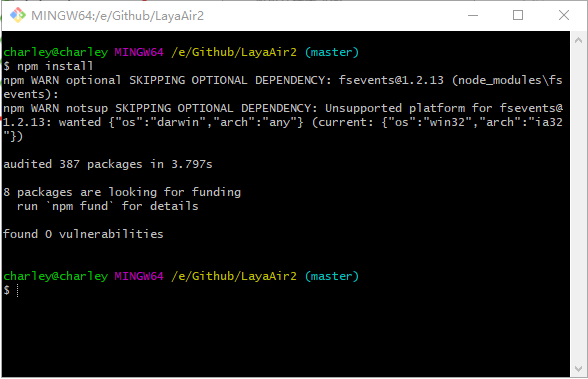 MINGW64:/e/Github/LayaAir2
charley@charley MINGW64 /e/Github/LayaAir2 (master)
$ npm install
npm WARN optional SKIPPING OPTIONAL DEPENDENCY: fsevents@1.2.13 (node_modules\fs
events):
npm WARN notsup SKIPPING OPTIONAL DEPENDENCY: Unsupported platform for fsevents@
1.2.13: wanted {"os":"darwin","arch":"any"} (current: {"os":"win32","arch":"ia32
"})
audited 387 packages in 3.797s
8 packages are looking for funding
  run `npm fund` for details
found 0 vulnerabilities
charley@charley MINGW64 /e/Github/LayaAir2 (master)
$